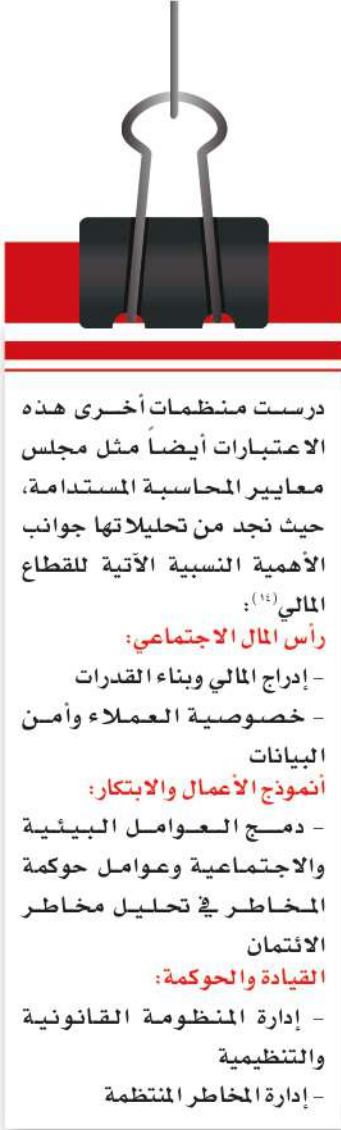 درست منظمات أخرى هذه
الاعتبارات أيضاً مثل مجلس
معايير المحاسبة المستدامة،
حيث نجد من تحليلاتها جوانب
الأهمية النسبية الآتية للقطاع
المالي(١٤):
رأس المال الاجتماعي:
- إدراج المالي وبناء القدرات
- خصوصية العملاء وأمن
البيانات
أنموذج الأعمال والابتكار:
- دمج العوامل البيئية
والاجتماعية وعوامل حوكمة
المخاطر في تحليل مخاطر
الائتمان
القيادة والحوكمة:
- إدارة المنظومة القانونية
والتنظيمية
- إدارة المخاطر المنتظمة